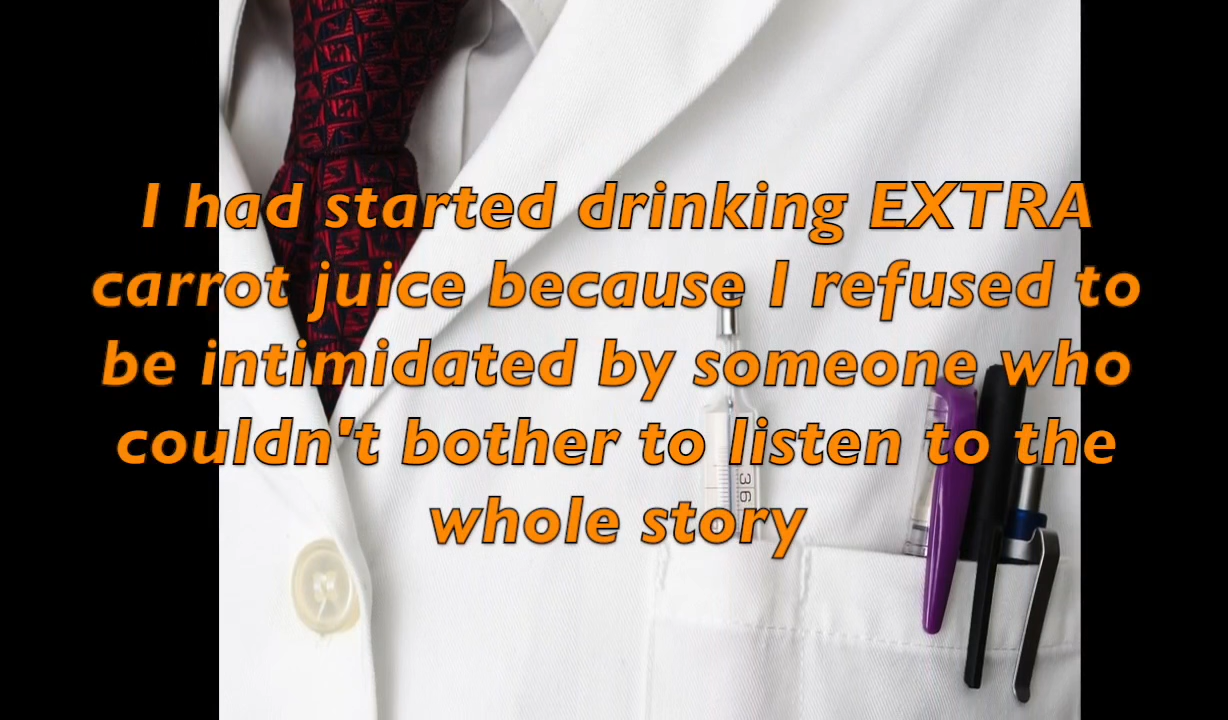 I had started drinking EXTRA
carrot juice because I refused to
be intimidated by someone who
couldn't bother to listen to the
whole story
36